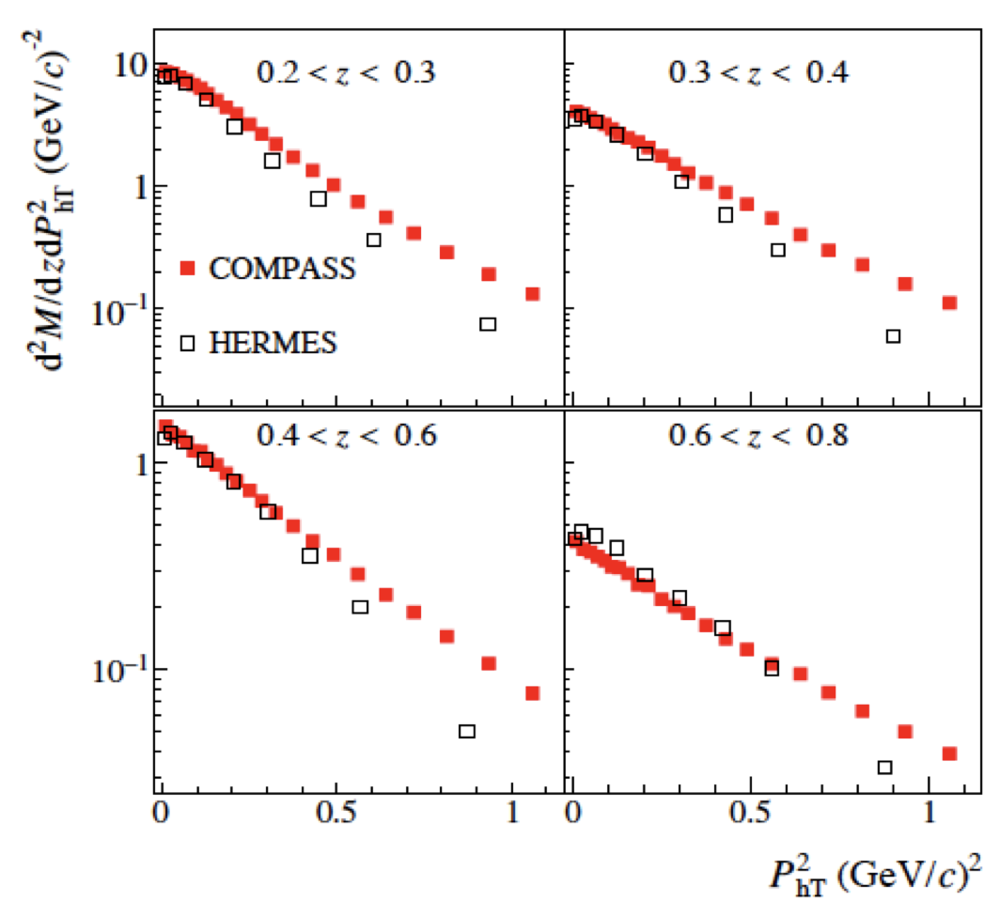 d²M/dzdP²hT (GeV/c)⁻²
0.2 < z < 0.3
0.3 < z < 0.4
10
1
10⁻¹
COMPASS
HERMES
0.4 < z < 0.6
0.6 < z < 0.8
1
10⁻¹
0 0.5 1 0 0.5 1
P²hT (GeV/c)²